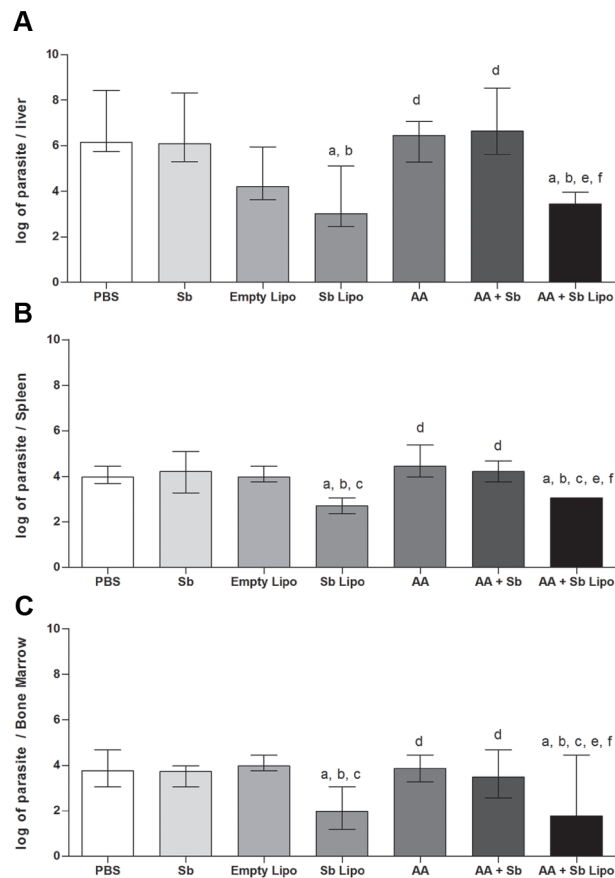 A
log of parasite / liver
10
8
6
4
2
0
a, b
d
d
a, b, e, f
PBS Sb Empty Lipo Sb Lipo AA AA + Sb AA + Sb Lipo
B
log of parasite / Spleen
10
8
6
4
2
0
a, b, c
d
d
a, b, c, e, f
PBS Sb Empty Lipo Sb Lipo AA AA + Sb AA + Sb Lipo
C
log of parasite / Bone Marrow
10
8
6
4
2
0
a, b, c
d
d
a, b, c, e, f
PBS Sb Empty Lipo Sb Lipo AA AA + Sb AA + Sb Lipo